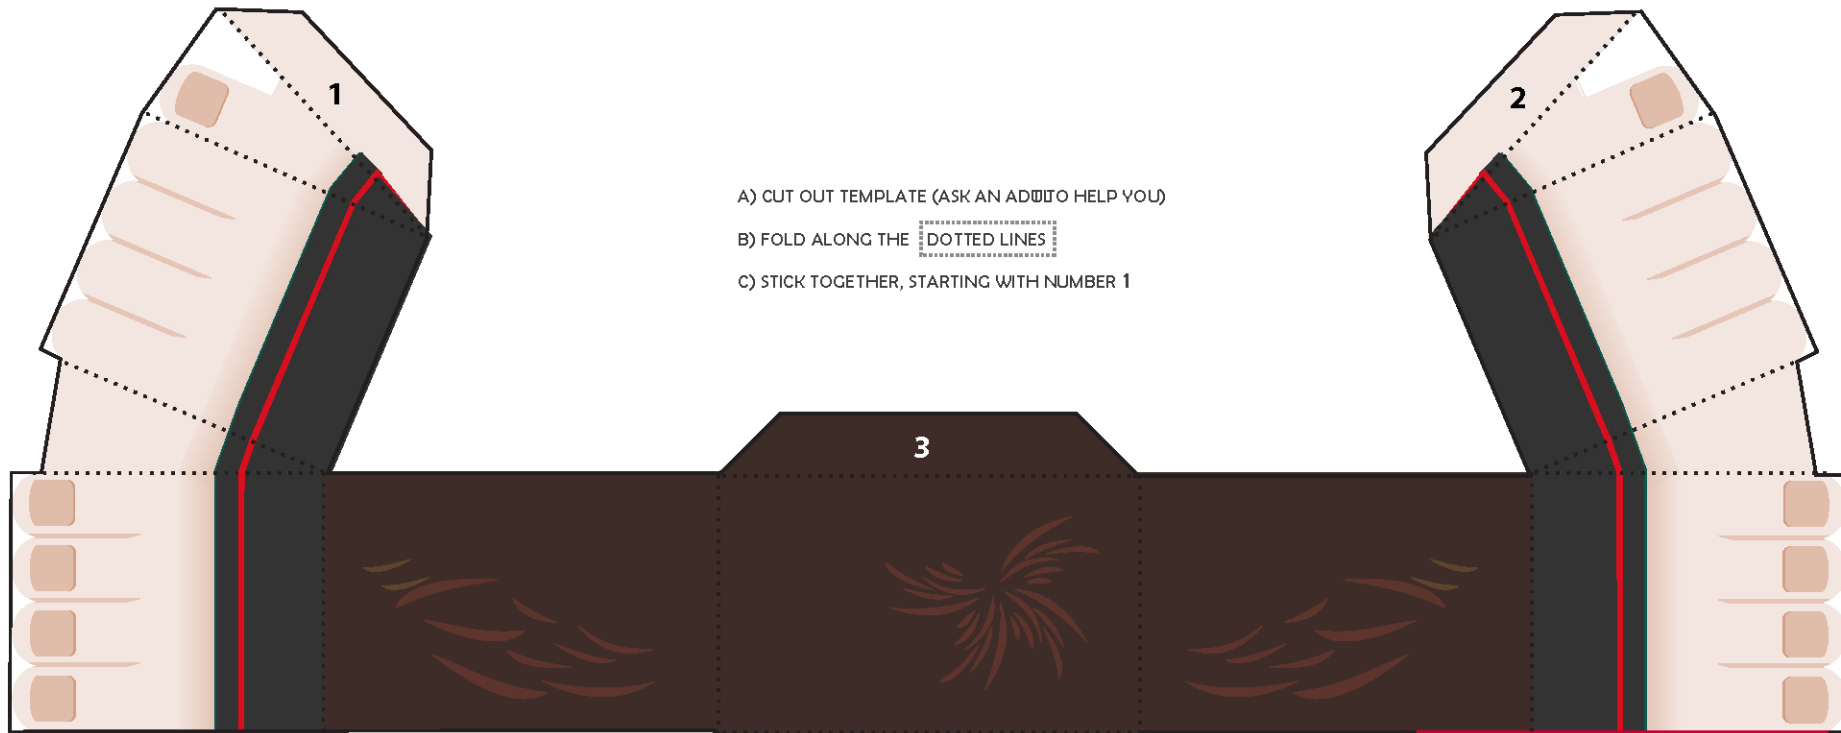 1
2
A) CUT OUT TEMPLATE (ASK AN TO HELP YOU)
B) FOLD ALONG THE DOTTED LINES
C) STICK TOGETHER, STARTING WITH NUMBER 1
3